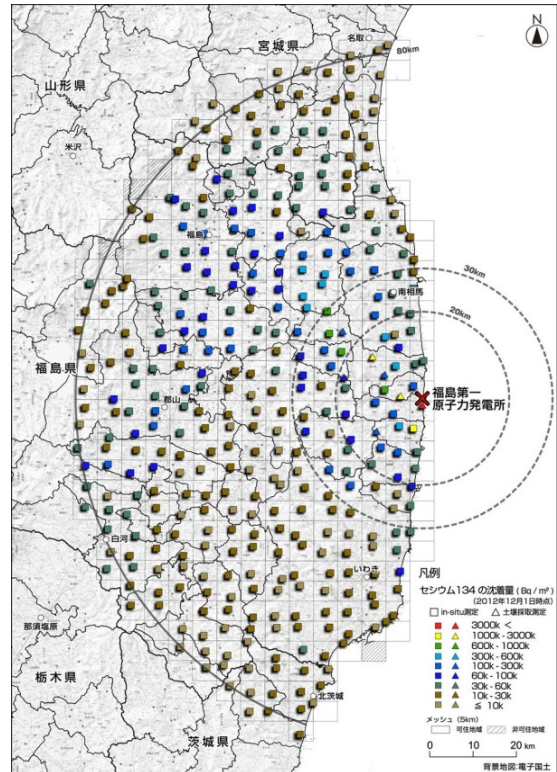 N
宮城県
名取
80km
山形県
米沢
福島
30km
南相馬
20km
福島県
福島第一
原子力発電所
郡山
白河
いわき
那須塩原
栃木県
北茨城
茨城県
凡例
セシウム134の沈着量(Bq/m²)
(2012年12月1日時点)
in-situ測定 土壌採取測定
3000k <
1000k - 3000k
600k - 1000k
300k - 600k
100k - 300k
60k - 100k
30k - 60k
10k - 30k
≦ 10k
メッシュ (5km)
可住地域 非可住地域
0 10 20 km
背景地図:電子国土